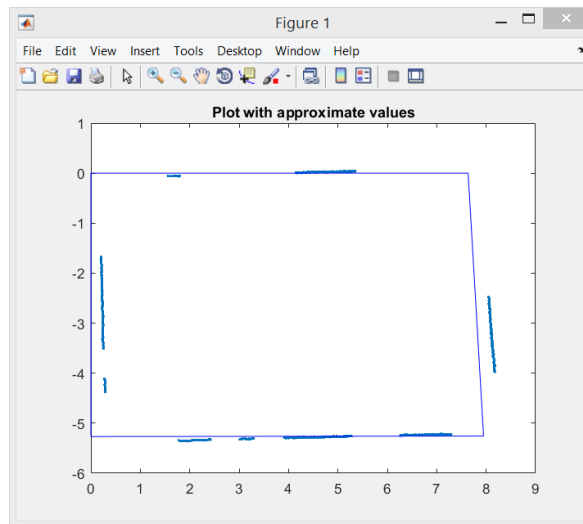 Figure 1
File Edit View Insert Tools Desktop Window Help
Plot with approximate values
1
0
-1
-2
-3
-4
-5
-6
0 1 2 3 4 5 6 7 8 9